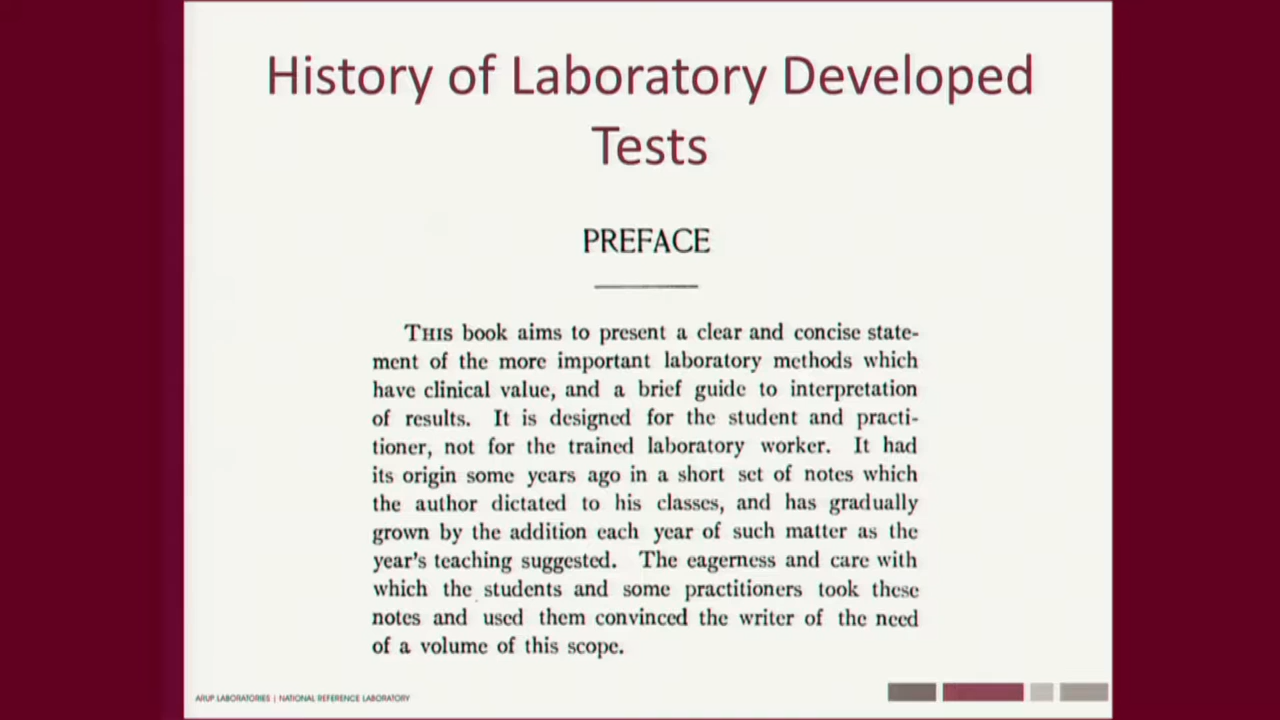 History of Laboratory Developed
Tests
PREFACE
THIS book aims to present a clear and concise state-
ment of the more important laboratory methods which
have clinical value, and a brief guide to interpretation
of results. It is designed for the student and practi-
tioner, not for the trained laboratory worker. It had
its origin some years ago in a short set of notes which
the author dictated to his classes, and has gradually
grown by the addition each year of such matter as the
year's teaching suggested. The eagerness and care with
which the students and some practitioners took these
notes and used them convinced the writer of the need
of a volume of this scope.
ARUP LABORATORIES | NATIONAL REFERENCE LABORATORY